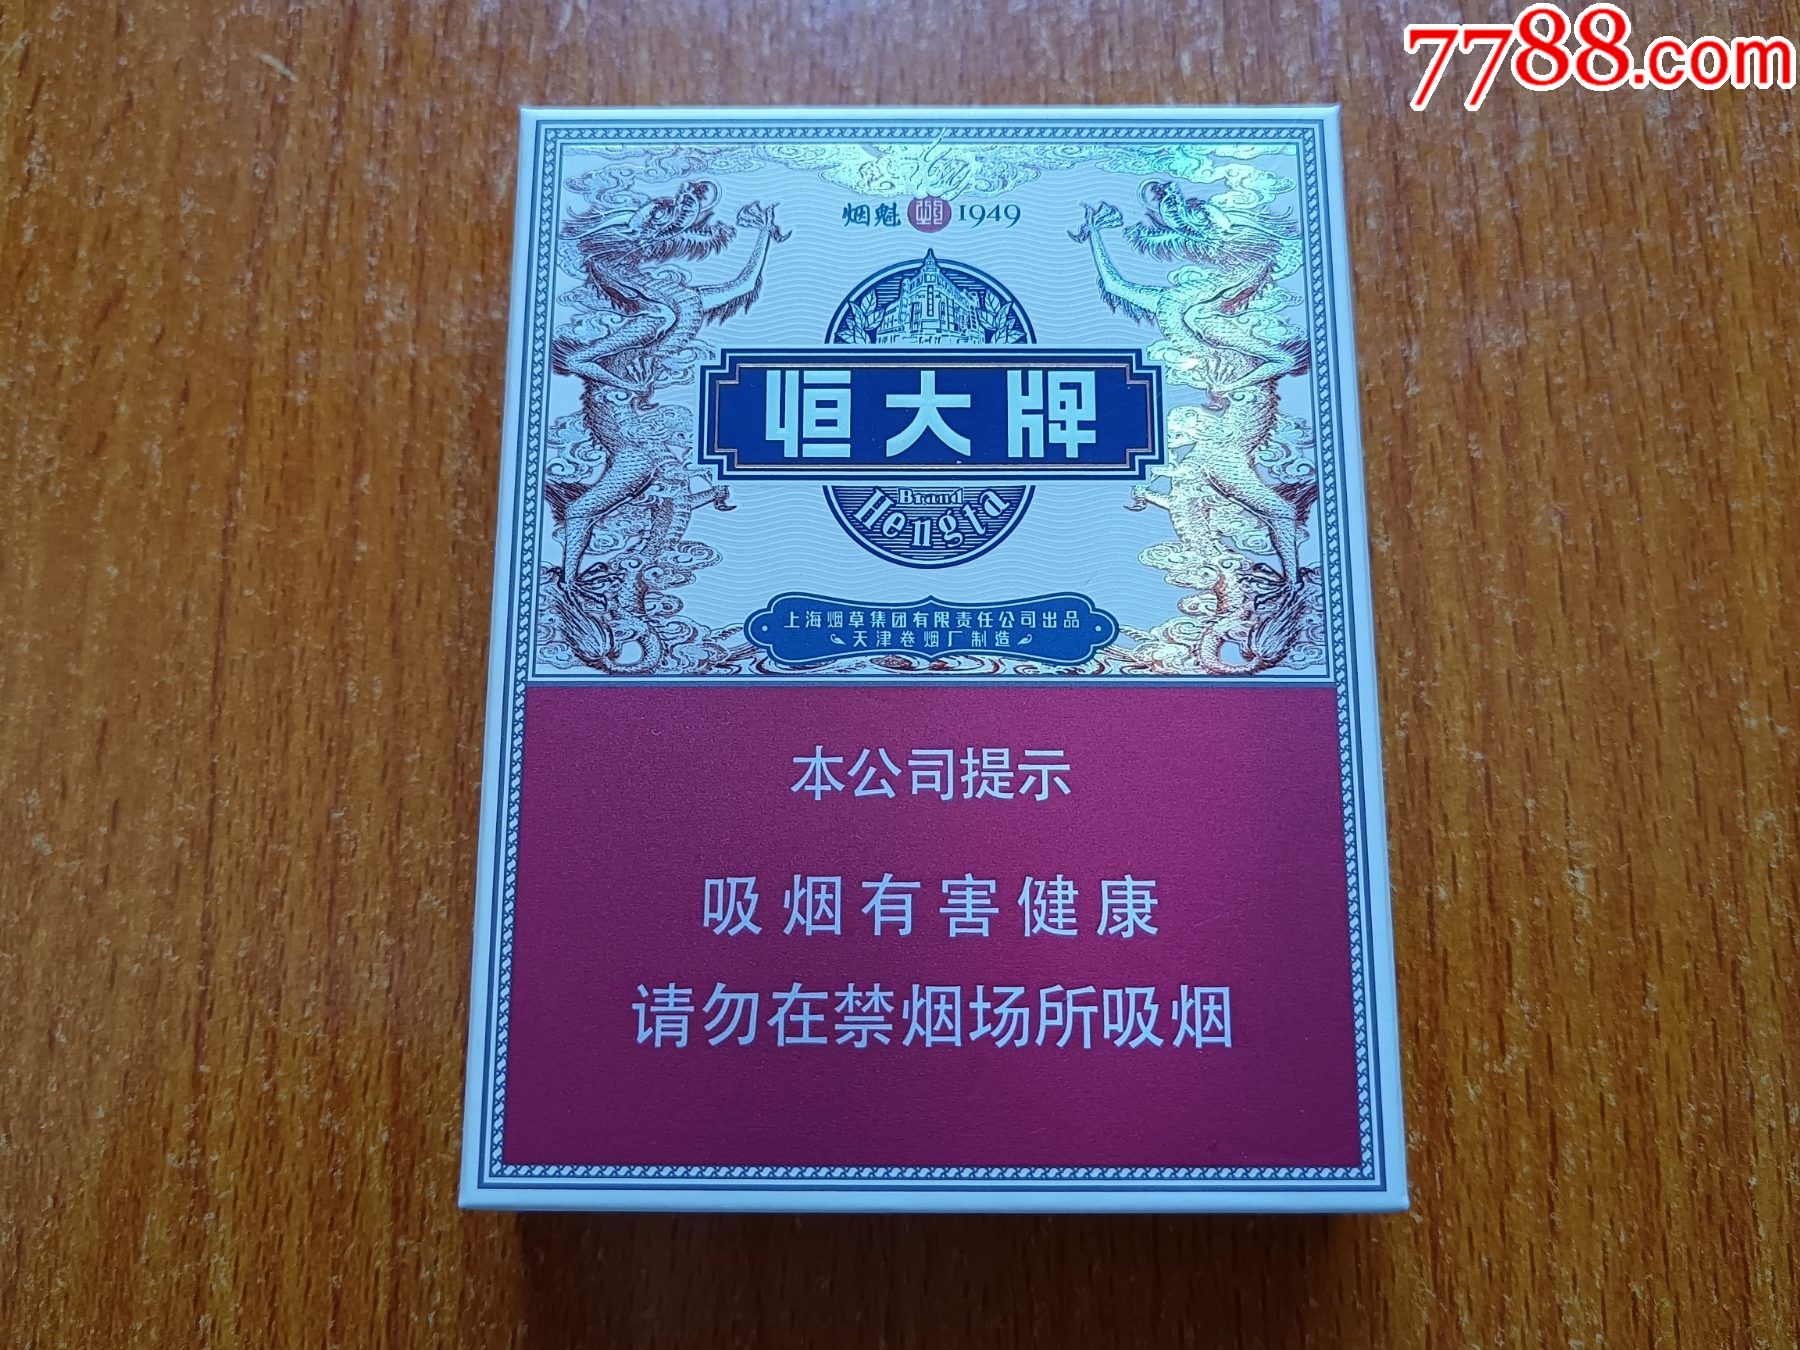 7788.com
烟魁 1949
恒大牌
Brand
Hengta
上海烟草集团有限责任公司出品
天津卷烟厂制造
本公司提示
吸烟有害健康
请勿在禁烟场所吸烟